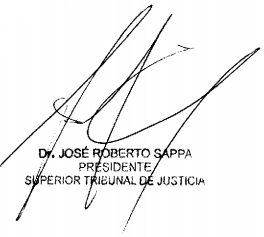 Dr. JOSÉ ROBERTO SAPPA
PRESIDENTE
SUPERIOR TRIBUNAL DE JUSTICIA